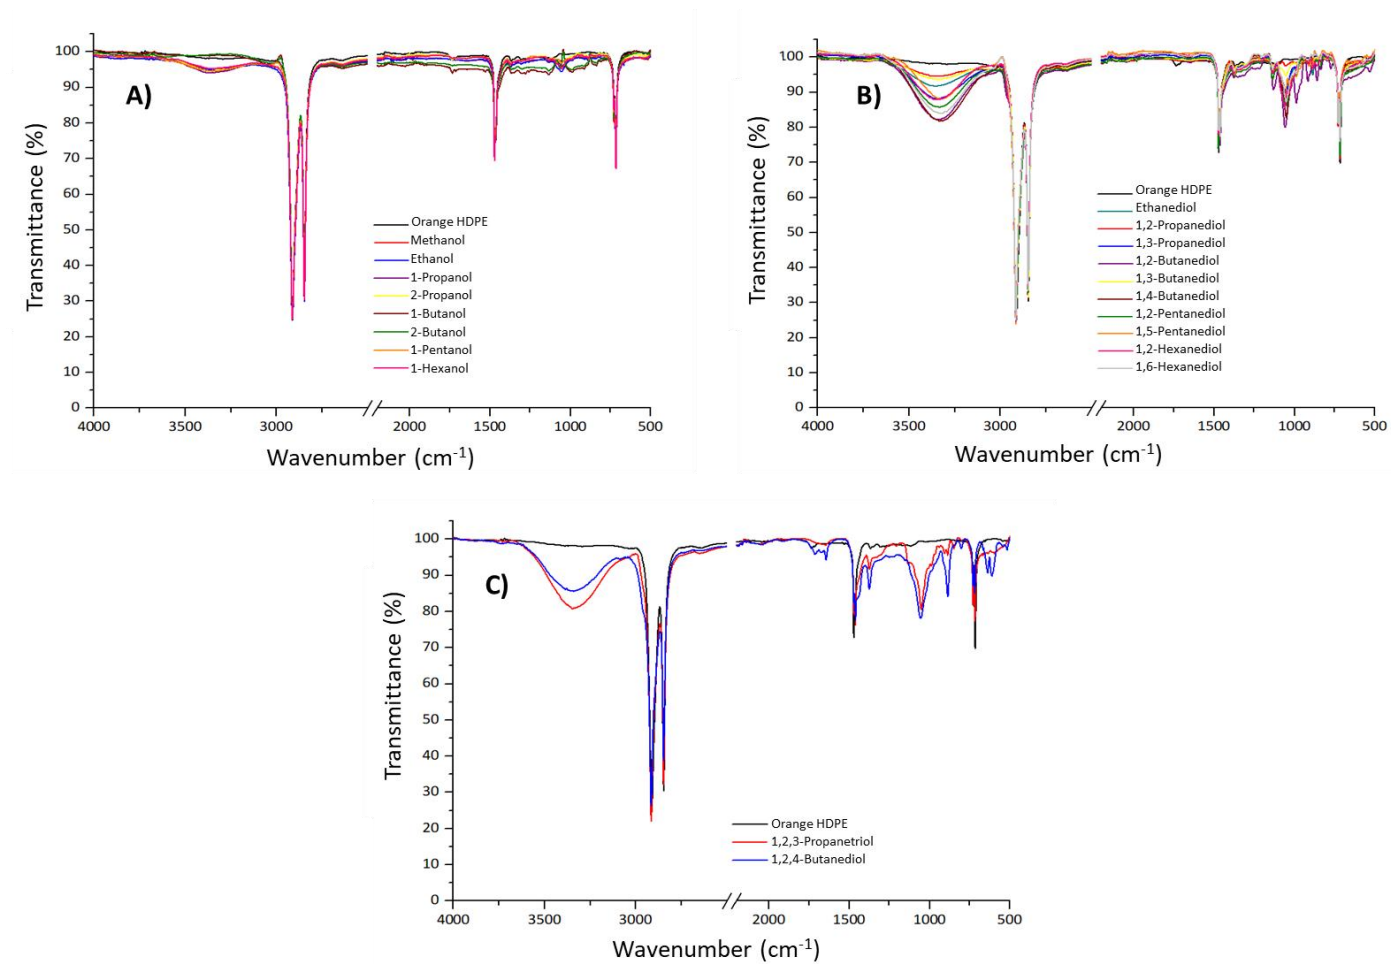 A)
Transmittance (%)
100
90
80
70
60
50
40
30
20
10
0
Orange HDPE
Methanol
Ethanol
1-Propanol
2-Propanol
1-Butanol
2-Butanol
1-Pentanol
1-Hexanol
4000 3500 3000 2000 1500 1000 500
Wavenumber (cm-1)
B)
Transmittance (%)
100
90
80
70
60
50
40
30
20
10
0
Orange HDPE
Ethanediol
1,2-Propanediol
1,3-Propanediol
1,2-Butanediol
1,3-Butanediol
1,4-Butanediol
1,2-Pentanediol
1,5-Pentanediol
1,2-Hexanediol
1,6-Hexanediol
4000 3500 3000 2000 1500 1000 500
Wavenumber (cm-1)
C)
Transmittance (%)
100
90
80
70
60
50
40
30
20
10
0
Orange HDPE
1,2,3-Propanetriol
1,2,4-Butanediol
4000 3500 3000 2000 1500 1000 500
Wavenumber (cm-1)